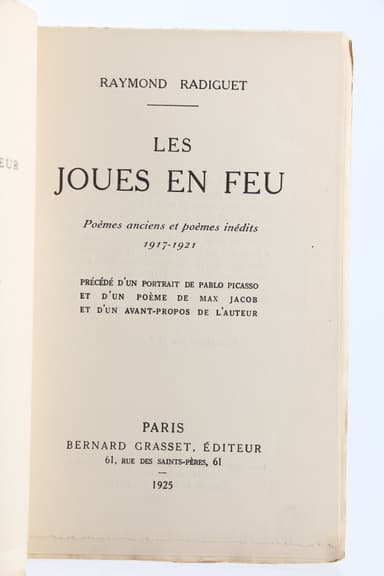 RAYMOND RADIGUET
LES
JOUES EN FEU
Poèmes anciens et poèmes inédits
1917-1921
PRÉCÉDÉ D'UN PORTRAIT DE PABLO PICASSO
ET D'UN POÈME DE MAX JACOB
ET D'UN AVANT-PROPOS DE L'AUTEUR
PARIS
BERNARD GRASSET, ÉDITEUR
61, RUE DES SAINTS-PÈRES, 61
1925